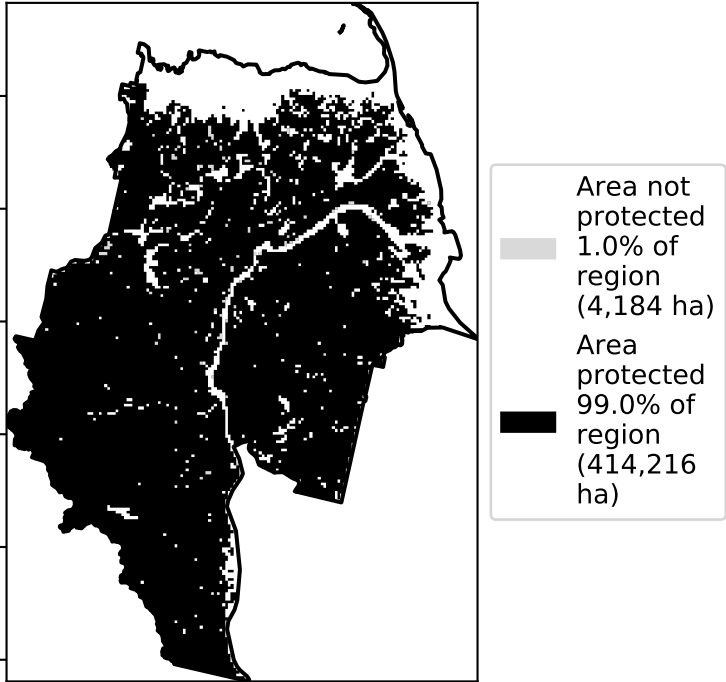 Area not
protected
1.0% of
region
(4,184 ha)
Area
protected
99.0% of
region
(414,216
ha)